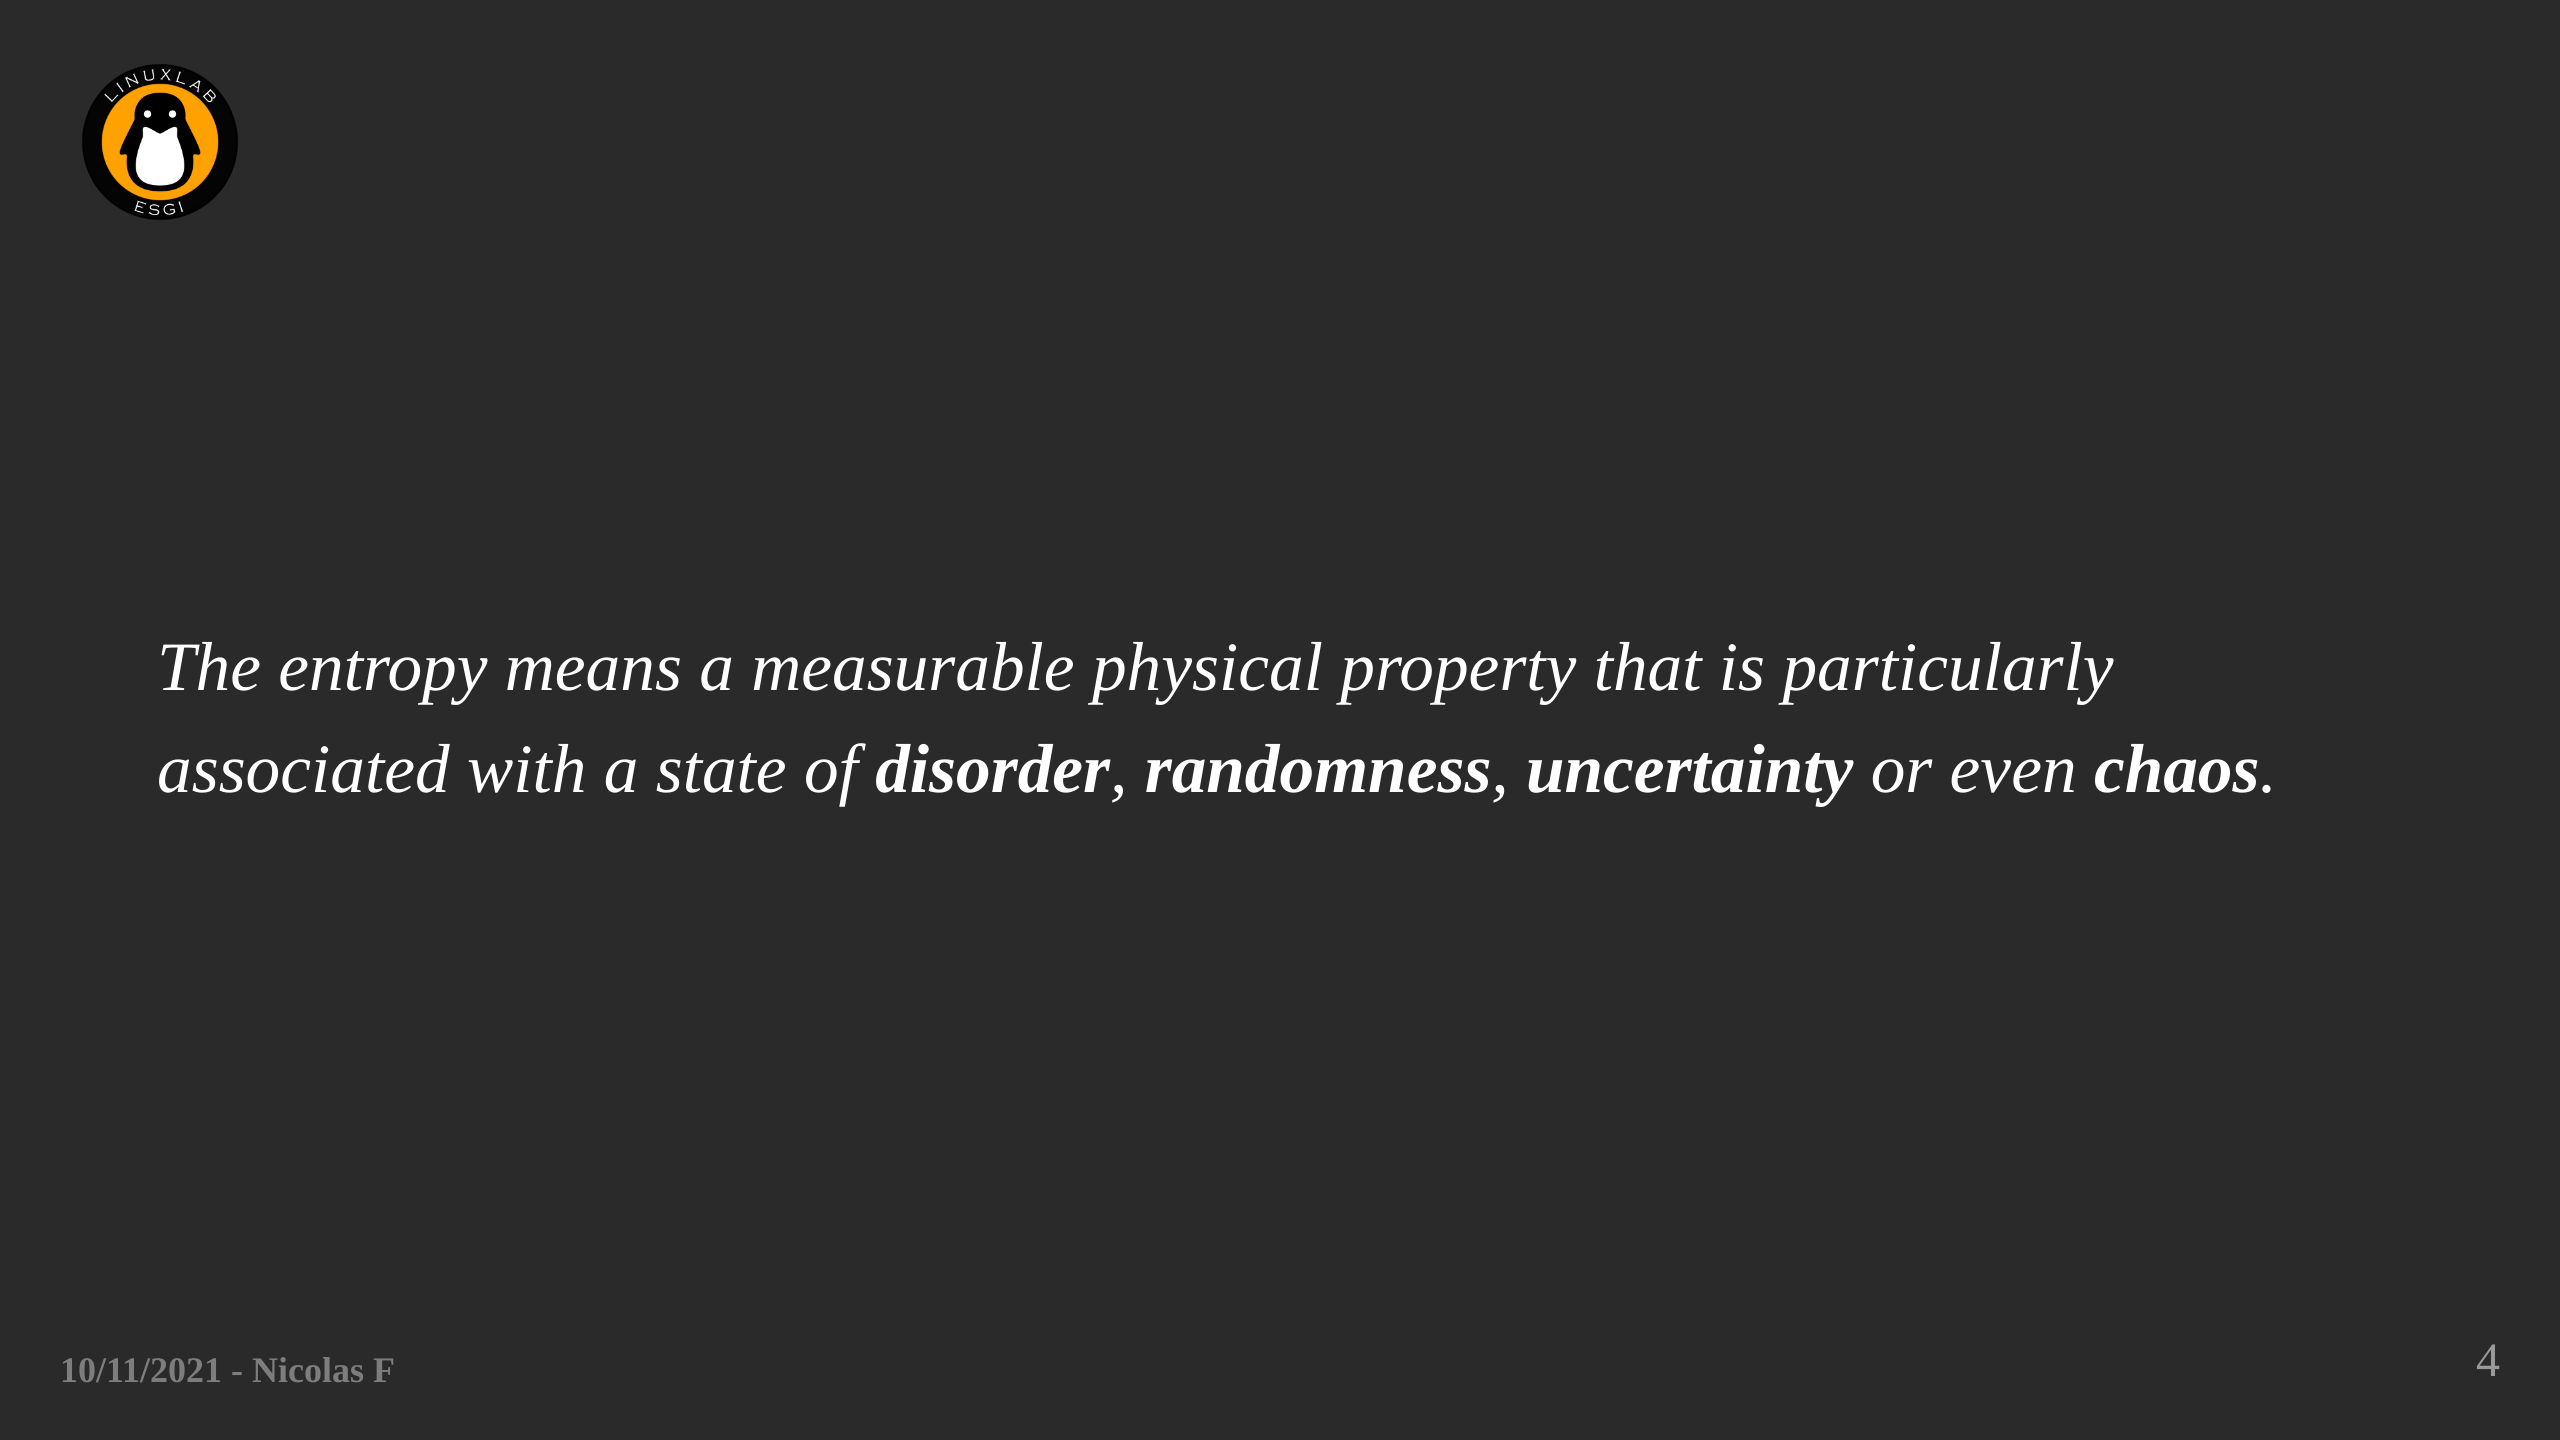 LINUXLAB
ESGI
The entropy means a measurable physical property that is particularly
associated with a state of disorder, randomness, uncertainty or even chaos.
10/11/2021 - Nicolas F
4